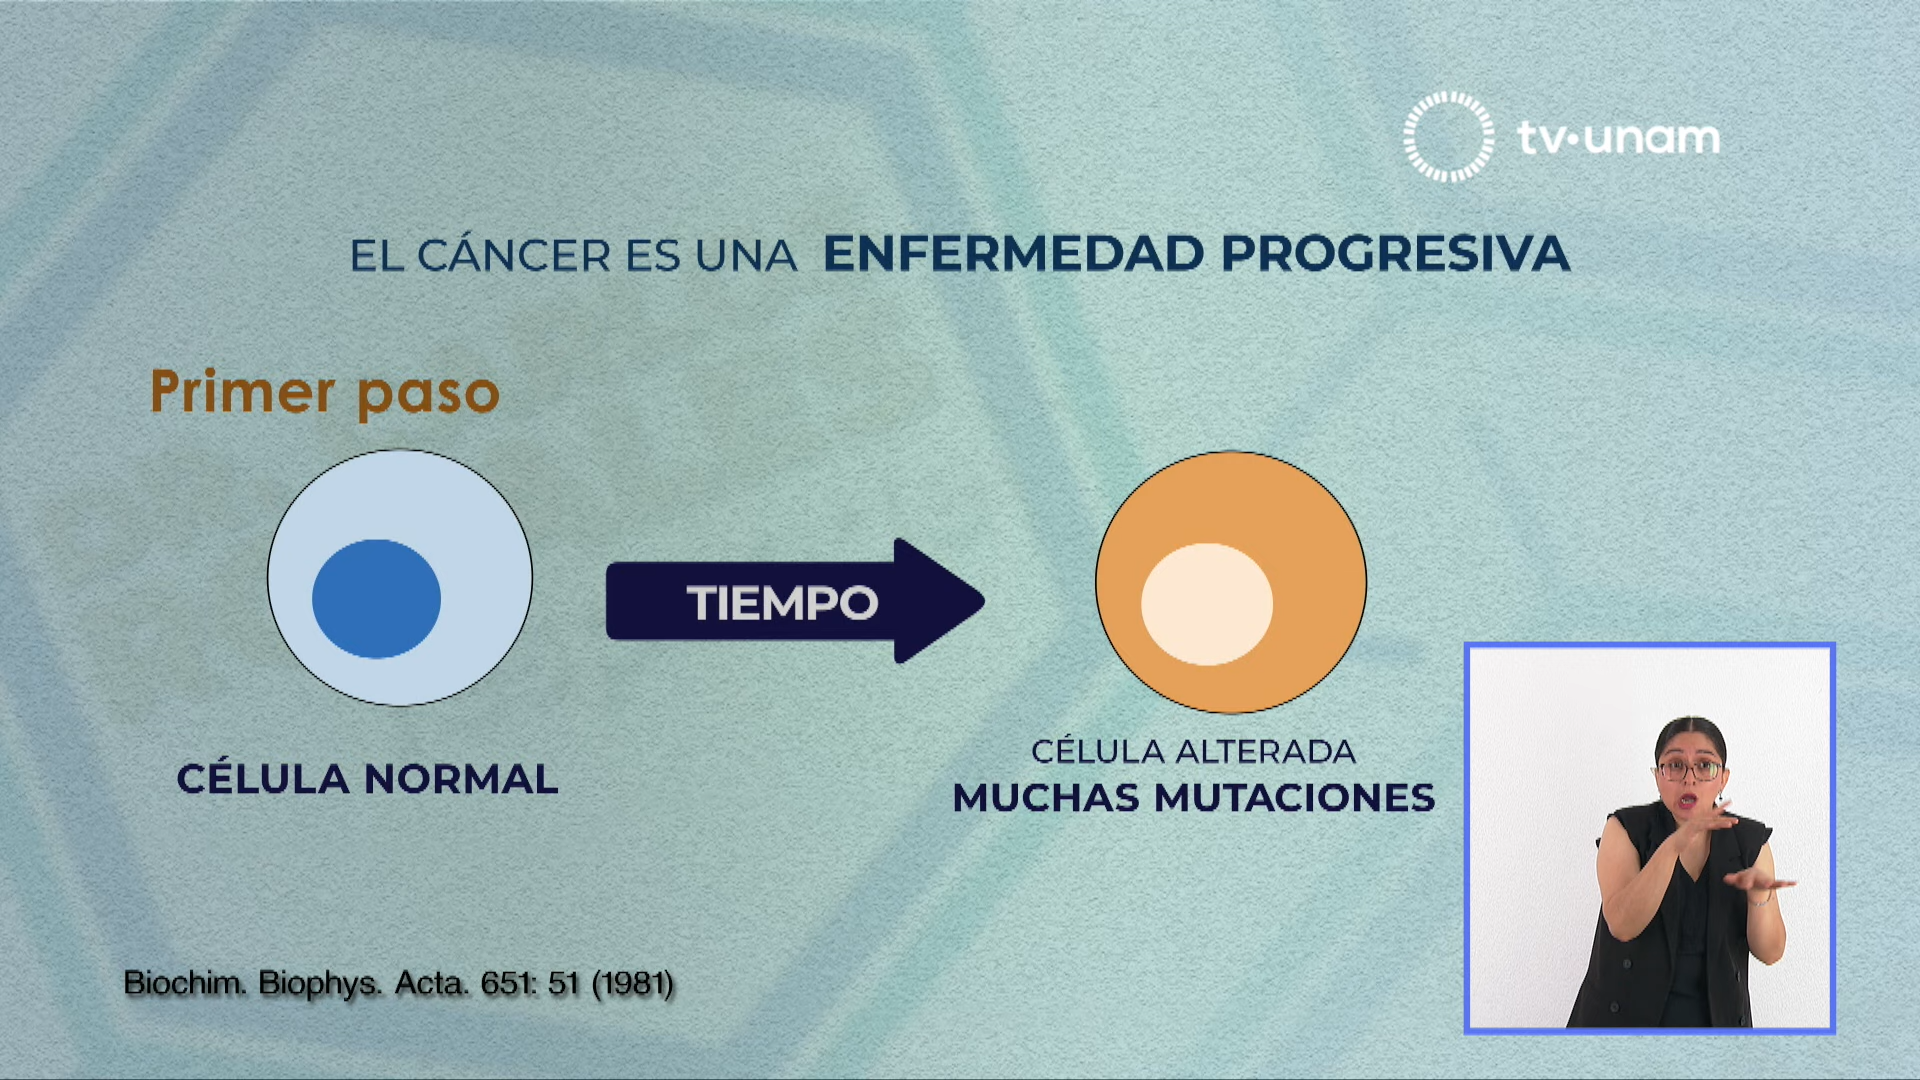 tv·unam
EL CÁNCER ES UNA ENFERMEDAD PROGRESIVA
Primer paso
TIEMPO
CÉLULA NORMAL
CÉLULA ALTERADA
MUCHAS MUTACIONES
Biochim. Biophys. Acta. 651: 51 (1981)